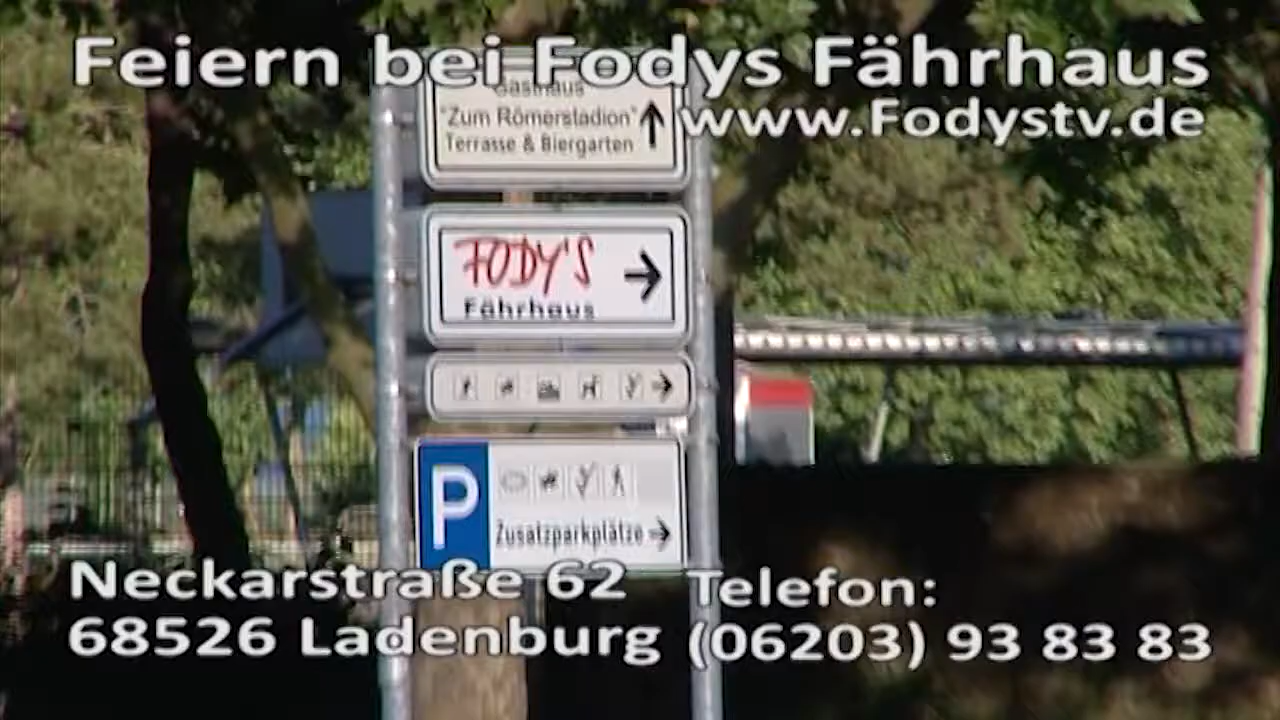 Feiern bei Fodys Fährhaus
www.Fodystv.de
Gasthaus
"Zum Römerstadion"
Terrasse & Biergarten
FODY'S
Fährhaus
P
Zusatzparkplätze
Neckarstraße 62
68526 Ladenburg
Telefon:
(06203) 93 83 83